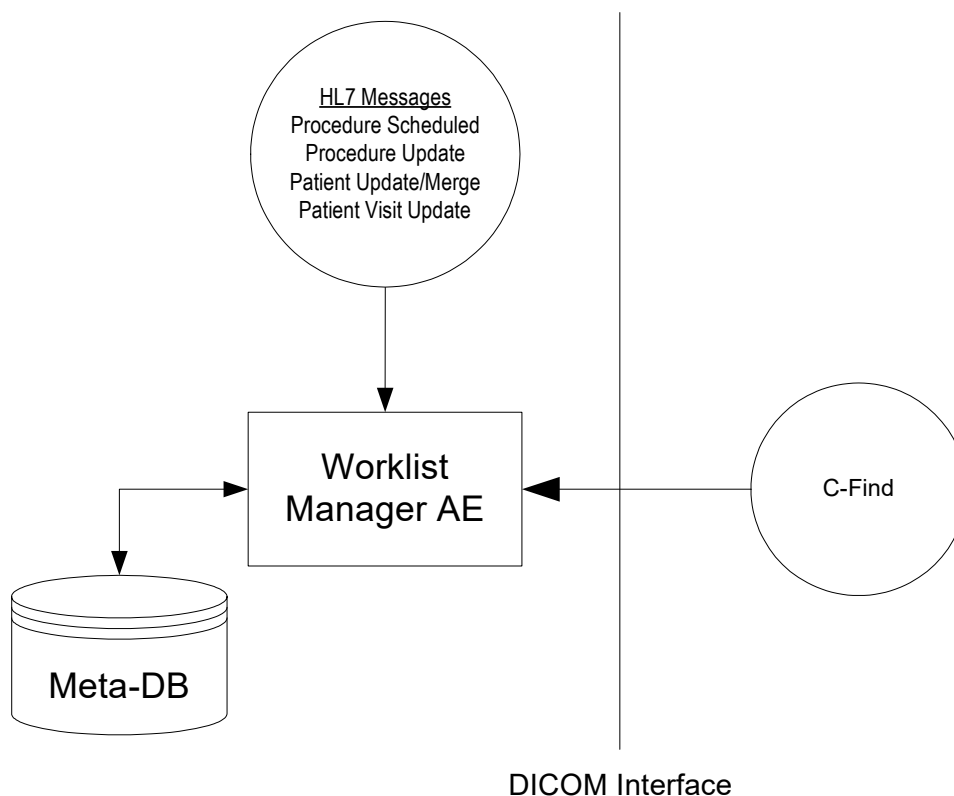 HL7 Messages
Procedure Scheduled
Procedure Update
Patient Update/Merge
Patient Visit Update
Worklist
Manager AE
C-Find
Meta-DB
DICOM Interface